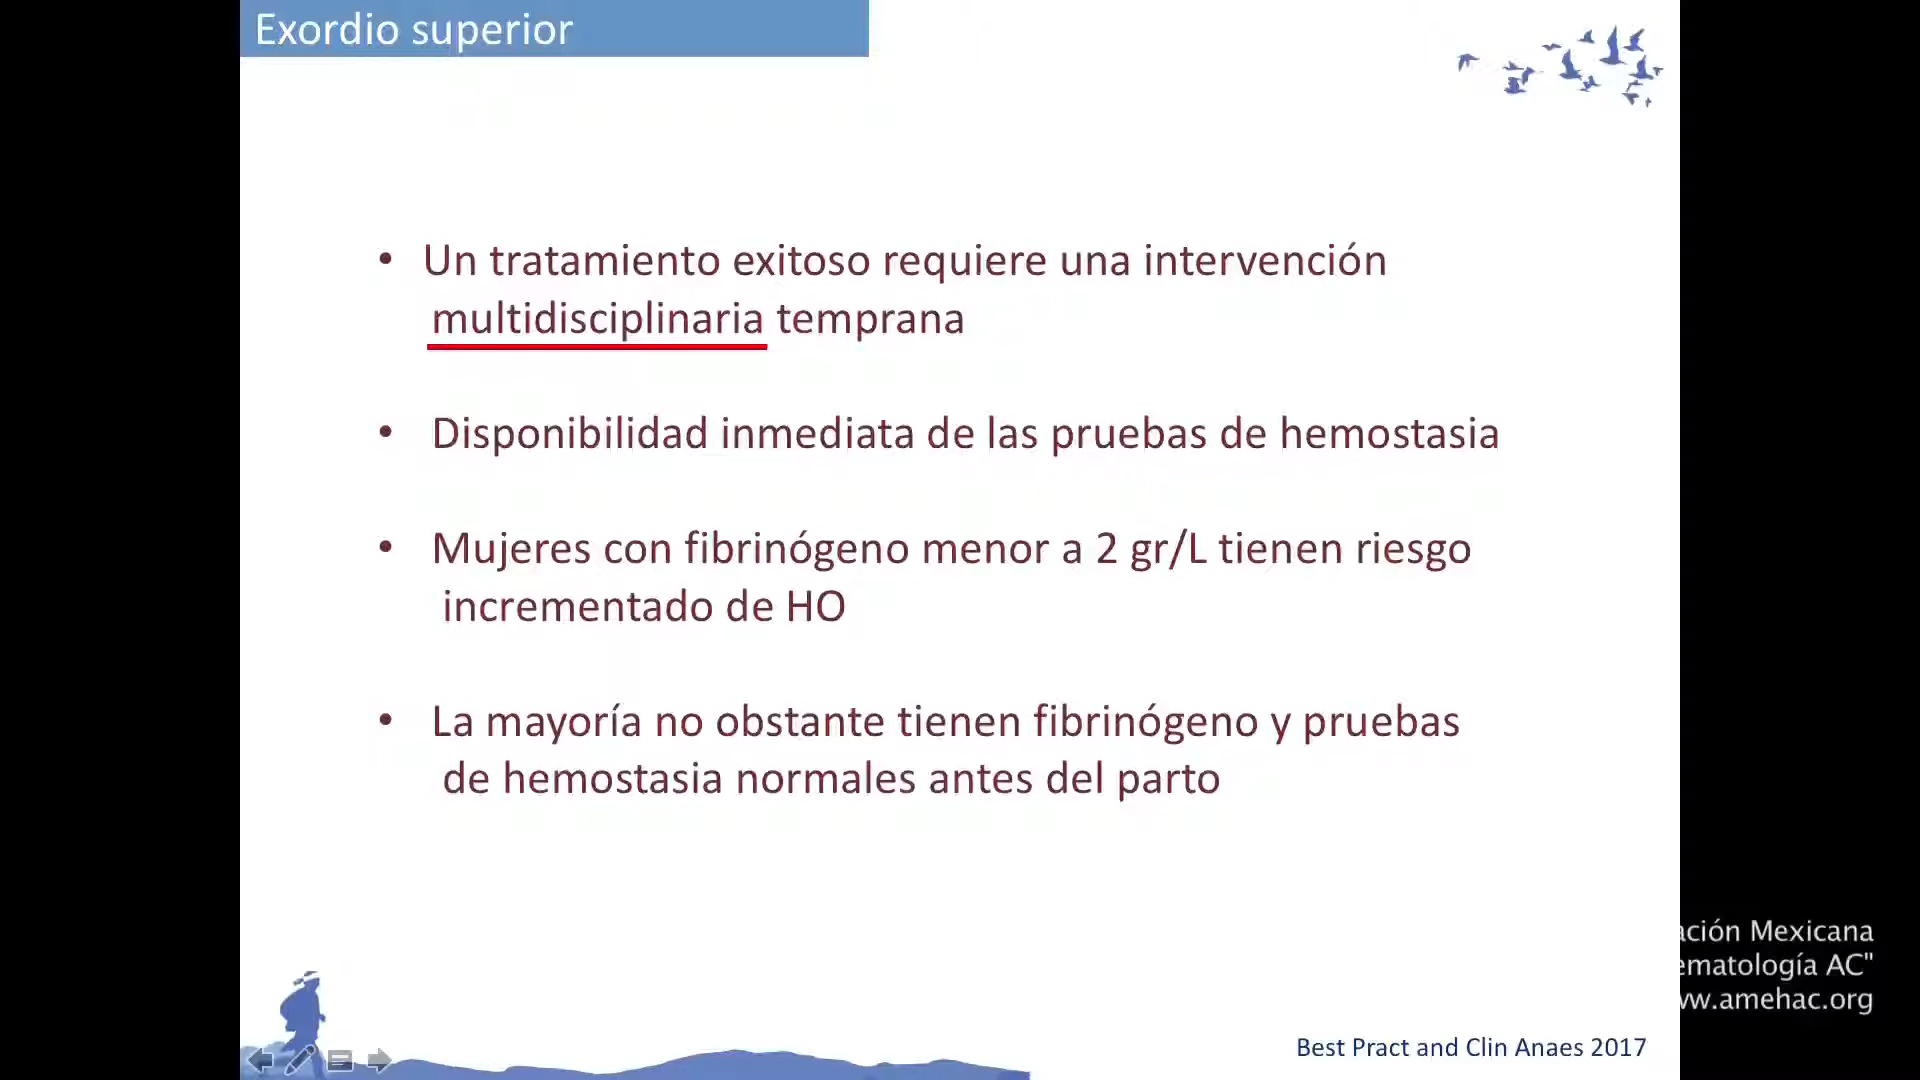 Exordio superior
• Un tratamiento exitoso requiere una intervención
multidisciplinaria temprana
• Disponibilidad inmediata de las pruebas de hemostasia
• Mujeres con fibrinógeno menor a 2 gr/L tienen riesgo
incrementado de HO
• La mayoría no obstante tienen fibrinógeno y pruebas
de hemostasia normales antes del parto
ación Mexicana
ematología AC"
ww.amehac.org
Best Pract and Clin Anaes 2017